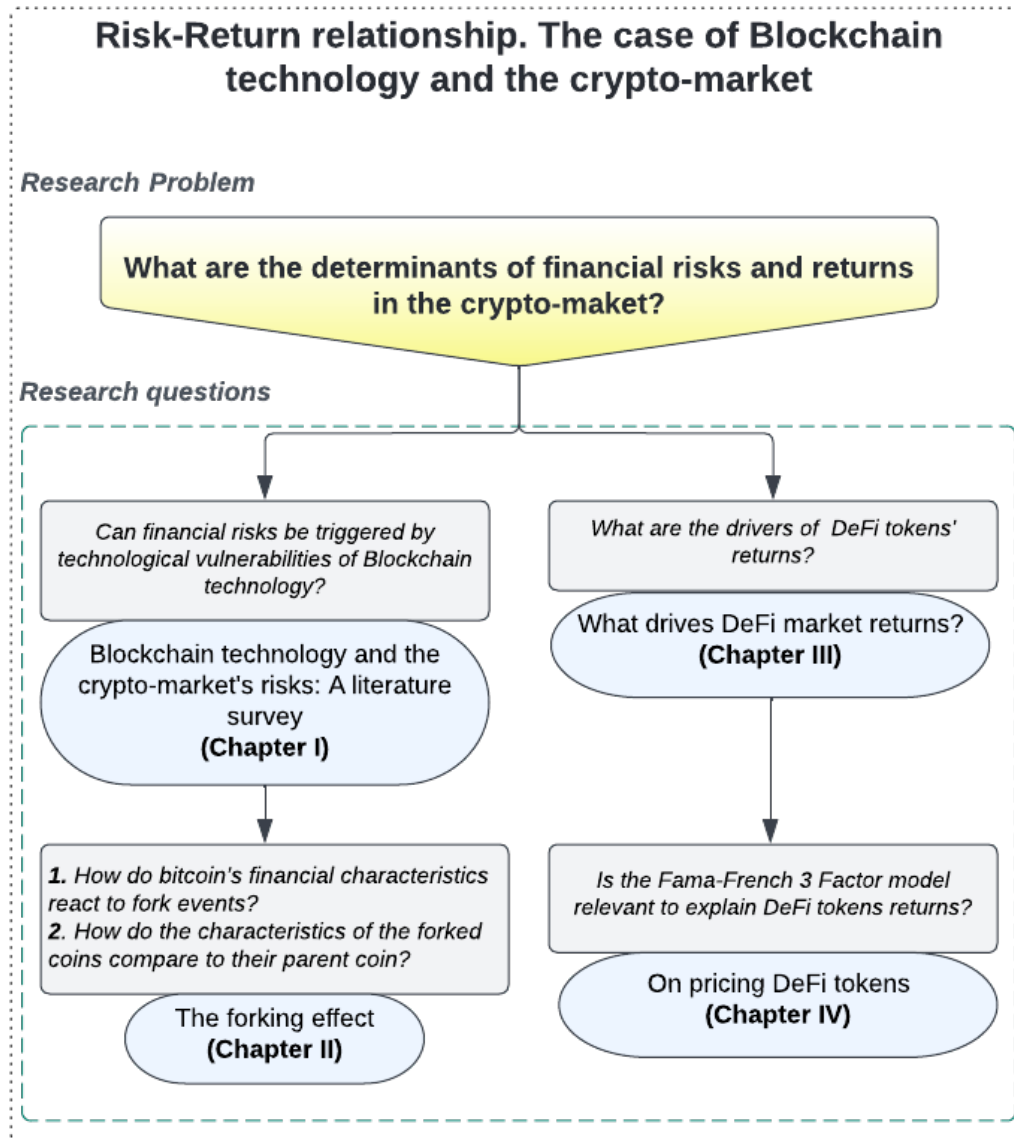 Risk-Return relationship. The case of Blockchain
technology and the crypto-market
Research Problem
What are the determinants of financial risks and returns
in the crypto-maket?
Research questions
Can financial risks be triggered by
technological vulnerabilities of Blockchain
technology?
Blockchain technology and the
crypto-market's risks: A literature
survey
(Chapter I)
1. How do bitcoin's financial characteristics
react to fork events?
2. How do the characteristics of the forked
coins compare to their parent coin?
The forking effect
(Chapter II)
What are the drivers of DeFi tokens'
returns?
What drives DeFi market returns?
(Chapter III)
Is the Fama-French 3 Factor model
relevant to explain DeFi tokens returns?
On pricing DeFi tokens
(Chapter IV)